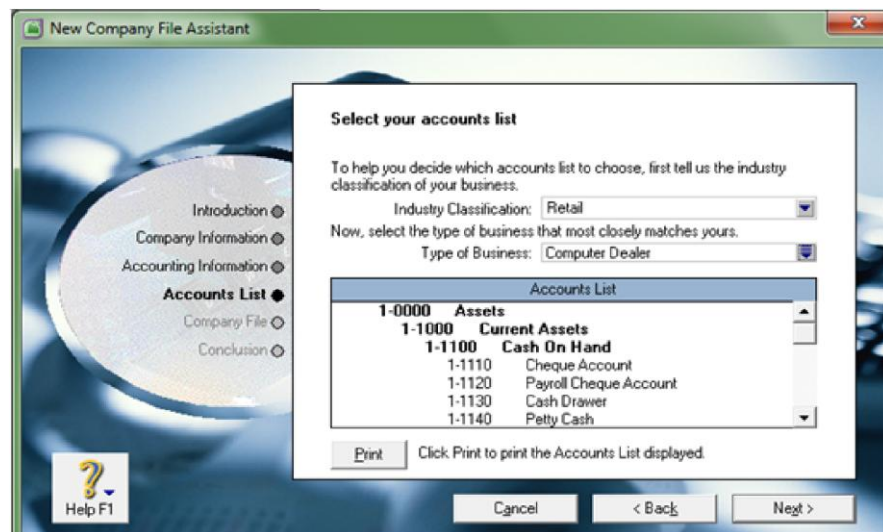 New Company File Assistant
Introduction
Company Information
Accounting Information
Accounts List
Company File
Conclusion
Help F1
Select your accounts list
To help you decide which accounts list to choose, first tell us the industry
classification of your business.
Industry Classification: Retail
Now, select the type of business that most closely matches yours.
Type of Business: Computer Dealer
Accounts List
1-0000 Assets
1-1000 Current Assets
1-1100 Cash On Hand
1-1110 Cheque Account
1-1120 Payroll Cheque Account
1-1130 Cash Drawer
1-1140 Petty Cash
Print Click Print to print the Accounts List displayed.
Cancel < Back Next >